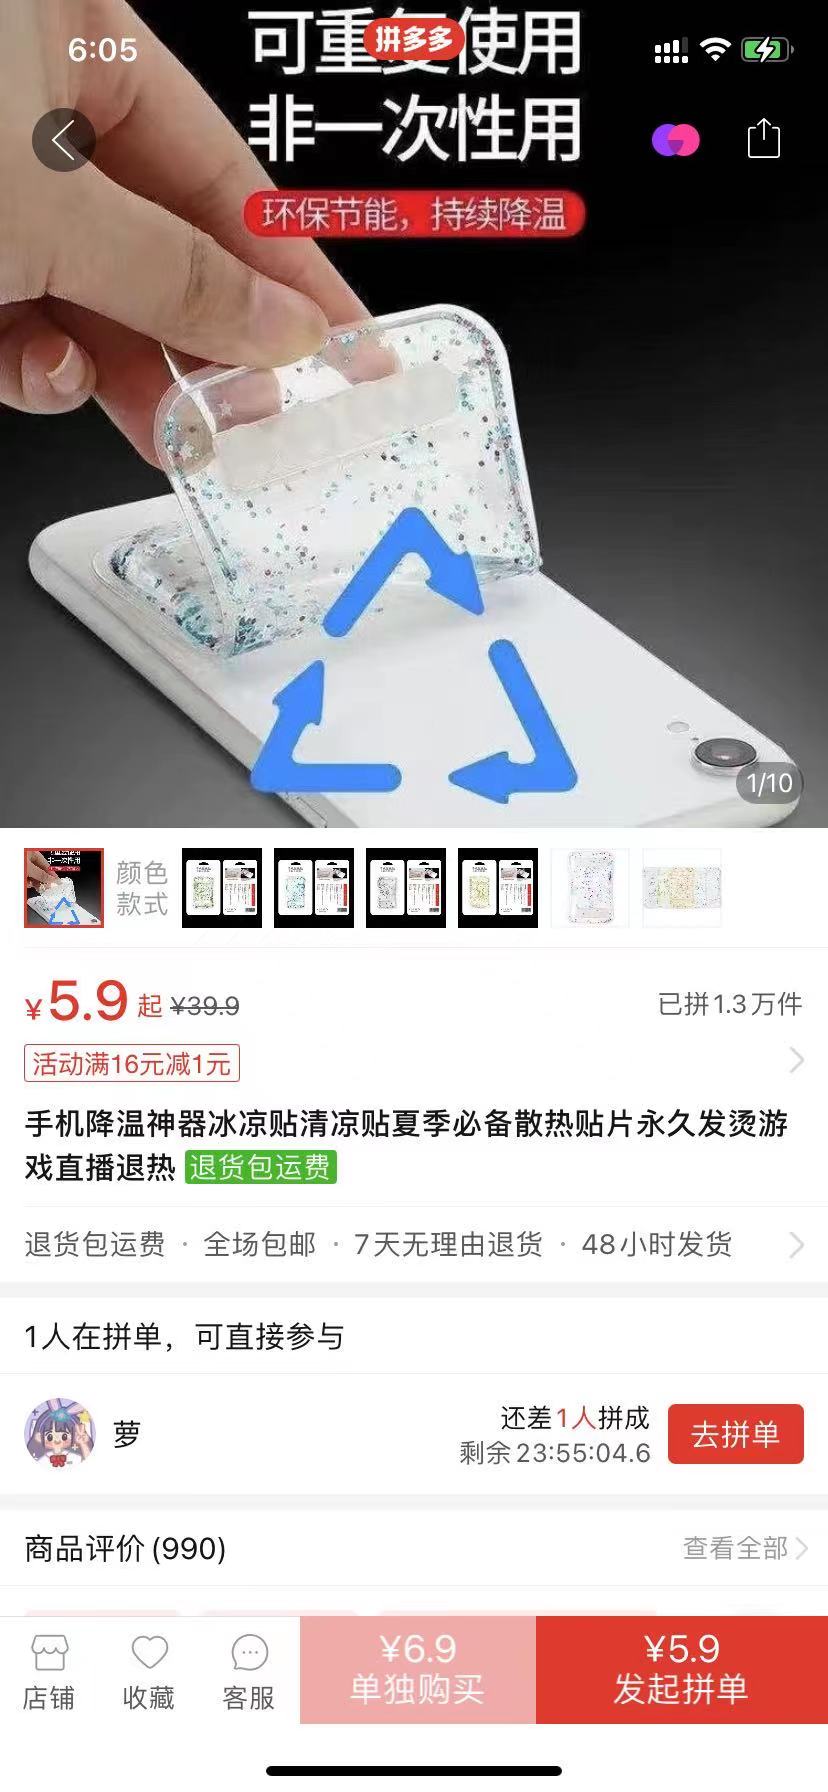 6:05
拼多多
可重复使用
非一次性用
环保节能，持续降温
1/10
颜色
款式
¥5.9起 ¥39.9
已拼1.3万件
活动满16元减1元
手机降温神器冰凉贴清凉贴夏季必备散热贴片永久发烫游
戏直播退热 退货包运费
退货包运费 · 全场包邮 · 7天无理由退货 · 48小时发货
1人在拼单，可直接参与
萝
还差1人拼成
剩余23:55:04.6
去拼单
商品评价(990)
查看全部
店铺
收藏
客服
¥6.9
单独购买
¥5.9
发起拼单